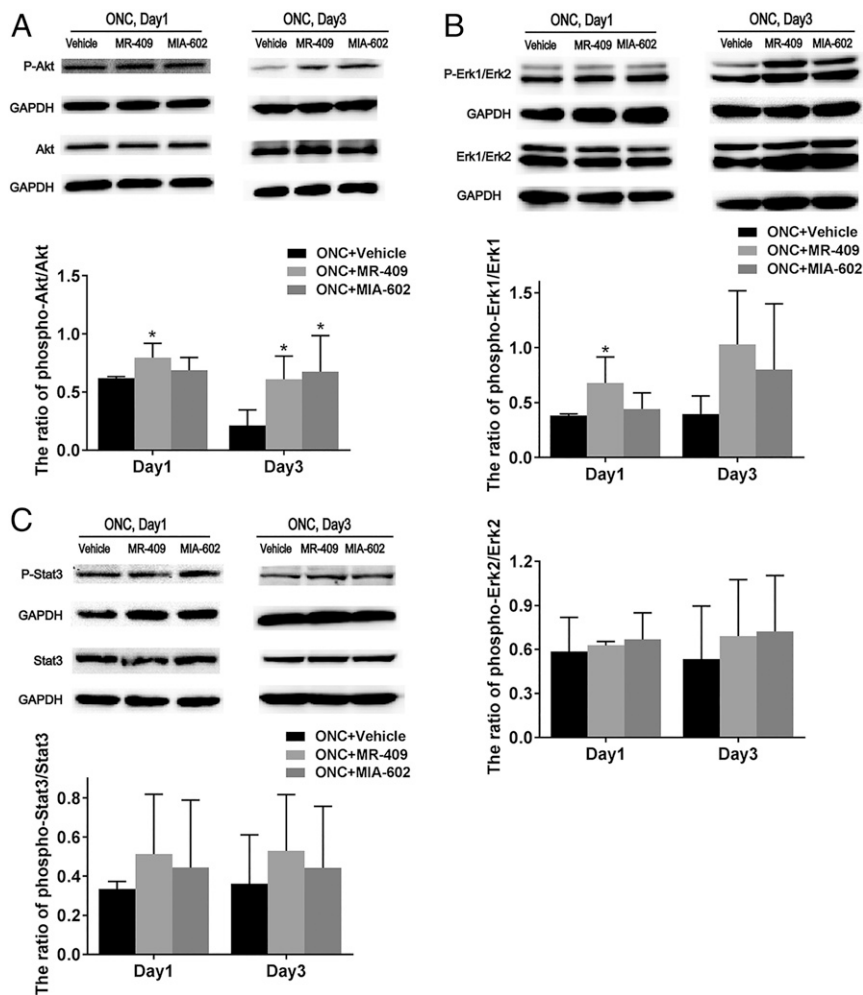 A
ONC, Day1
ONC, Day3
Vehicle MR-409 MIA-602
Vehicle MR-409 MIA-602
P-Akt
GAPDH
Akt
GAPDH
ONC+Vehicle
ONC+MR-409
ONC+MIA-602
The ratio of phospho-Akt/Akt
1.5
1.0
0.5
0.0
*
*
*
Day1
Day3
B
ONC, Day1
ONC, Day3
Vehicle MR-409 MIA-602
Vehicle MR-409 MIA-602
P-Erk1/Erk2
GAPDH
Erk1/Erk2
GAPDH
ONC+Vehicle
ONC+MR-409
ONC+MIA-602
The ratio of phospho-Erk1/Erk1
1.5
1.0
0.5
0.0
*
Day1
Day3
The ratio of phospho-Erk2/Erk2
1.2
0.9
0.6
0.3
0.0
Day1
Day3
C
ONC, Day1
ONC, Day3
Vehicle MR-409 MIA-602
Vehicle MR-409 MIA-602
P-Stat3
GAPDH
Stat3
GAPDH
ONC+Vehicle
ONC+MR-409
ONC+MIA-602
The ratio of phospho-Stat3/Stat3
0.8
0.6
0.4
0.2
0.0
Day1
Day3